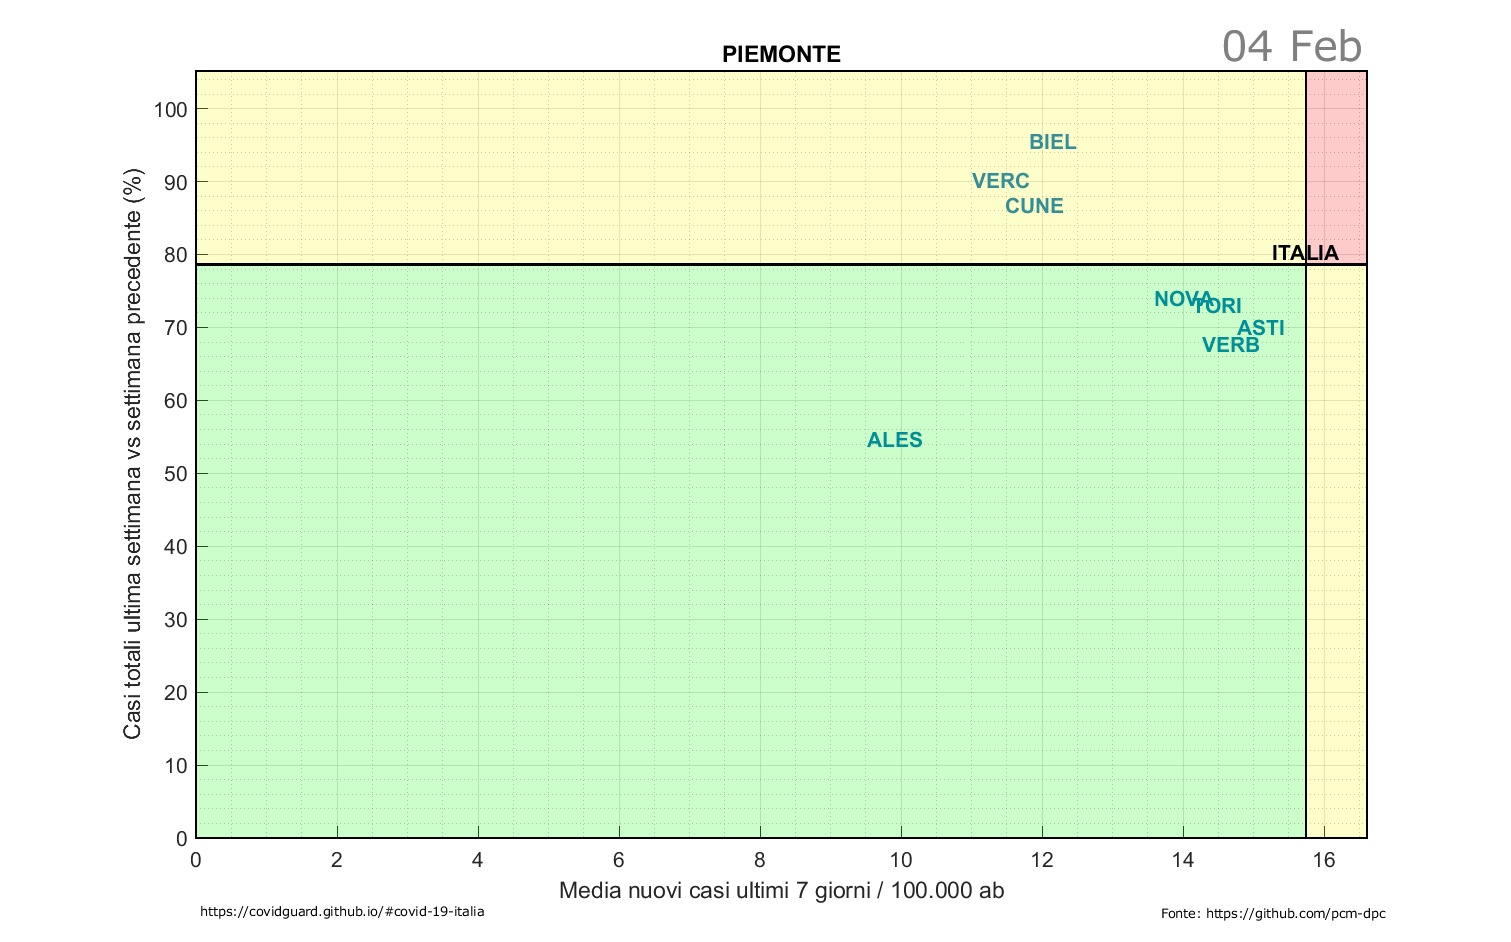 04 Feb
PIEMONTE
100
90
80
70
60
50
40
30
20
10
0
Casi totali ultima settimana vs settimana precedente (%)
BIEL
VERC
CUNE
ITALIA
NOVA
TORI
ASTI
VERB
ALES
0 2 4 6 8 10 12 14 16
Media nuovi casi ultimi 7 giorni / 100.000 ab
https://covidguard.github.io/#covid-19-italia
Fonte: https://github.com/pcm-dpc